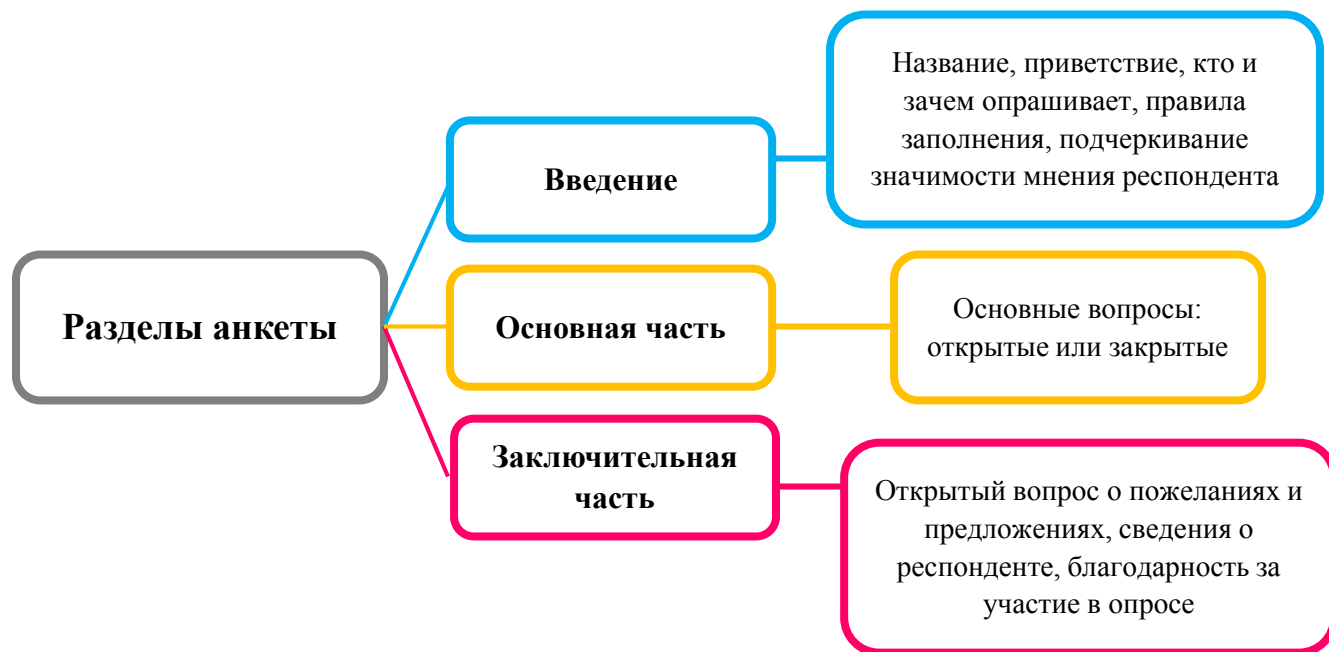 Разделы анкеты
Введение
Название, приветствие, кто и
зачем опрашивает, правила
заполнения, подчеркивание
значимости мнения респондента
Основная часть
Основные вопросы:
открытые или закрытые
Заключительная
часть
Открытый вопрос о пожеланиях и
предложениях, сведения о
респонденте, благодарность за
участие в опросе